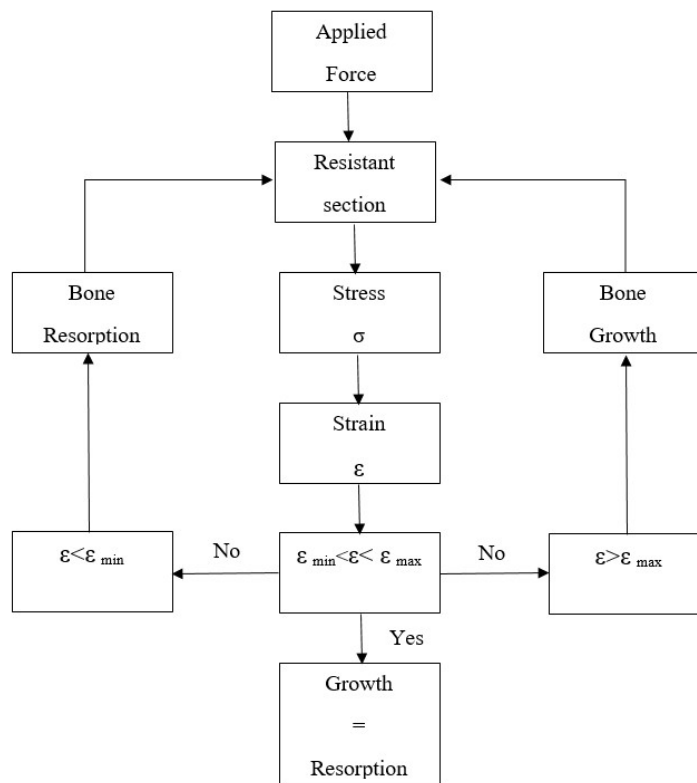 Applied
Force
Resistant
section
Bone
Resorption
Stress
σ
Bone
Growth
Strain
ε
ε<ε min
No
ε min<ε< ε max
No
ε>ε max
Yes
Growth
=
Resorption